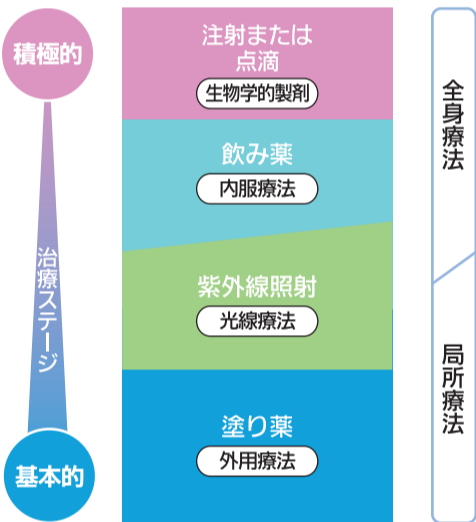 積極的
治療ステージ
基本的
注射または
点滴
生物学的製剤
飲み薬
内服療法
紫外線照射
光線療法
塗り薬
外用療法
全身療法
局所療法